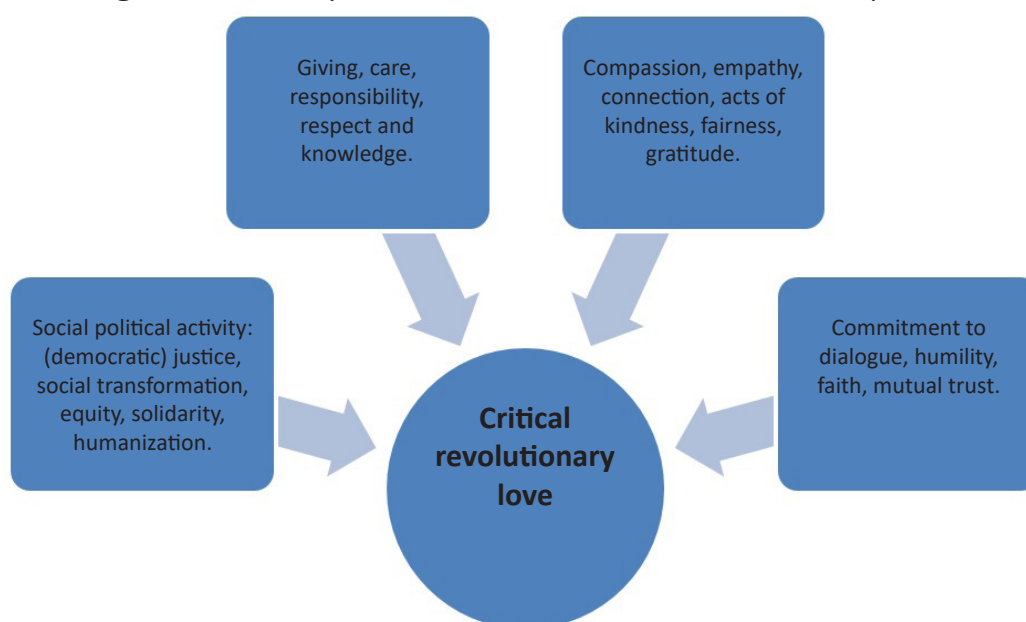 Giving, care,
responsibility,
respect and
knowledge.
Compassion, empathy,
connection, acts of
kindness, fairness,
gratitude.
Social political activity:
(democratic) justice,
social transformation,
equity, solidarity,
humanization.
Commitment to
dialogue, humility,
faith, mutual trust.
Critical
revolutionary
love